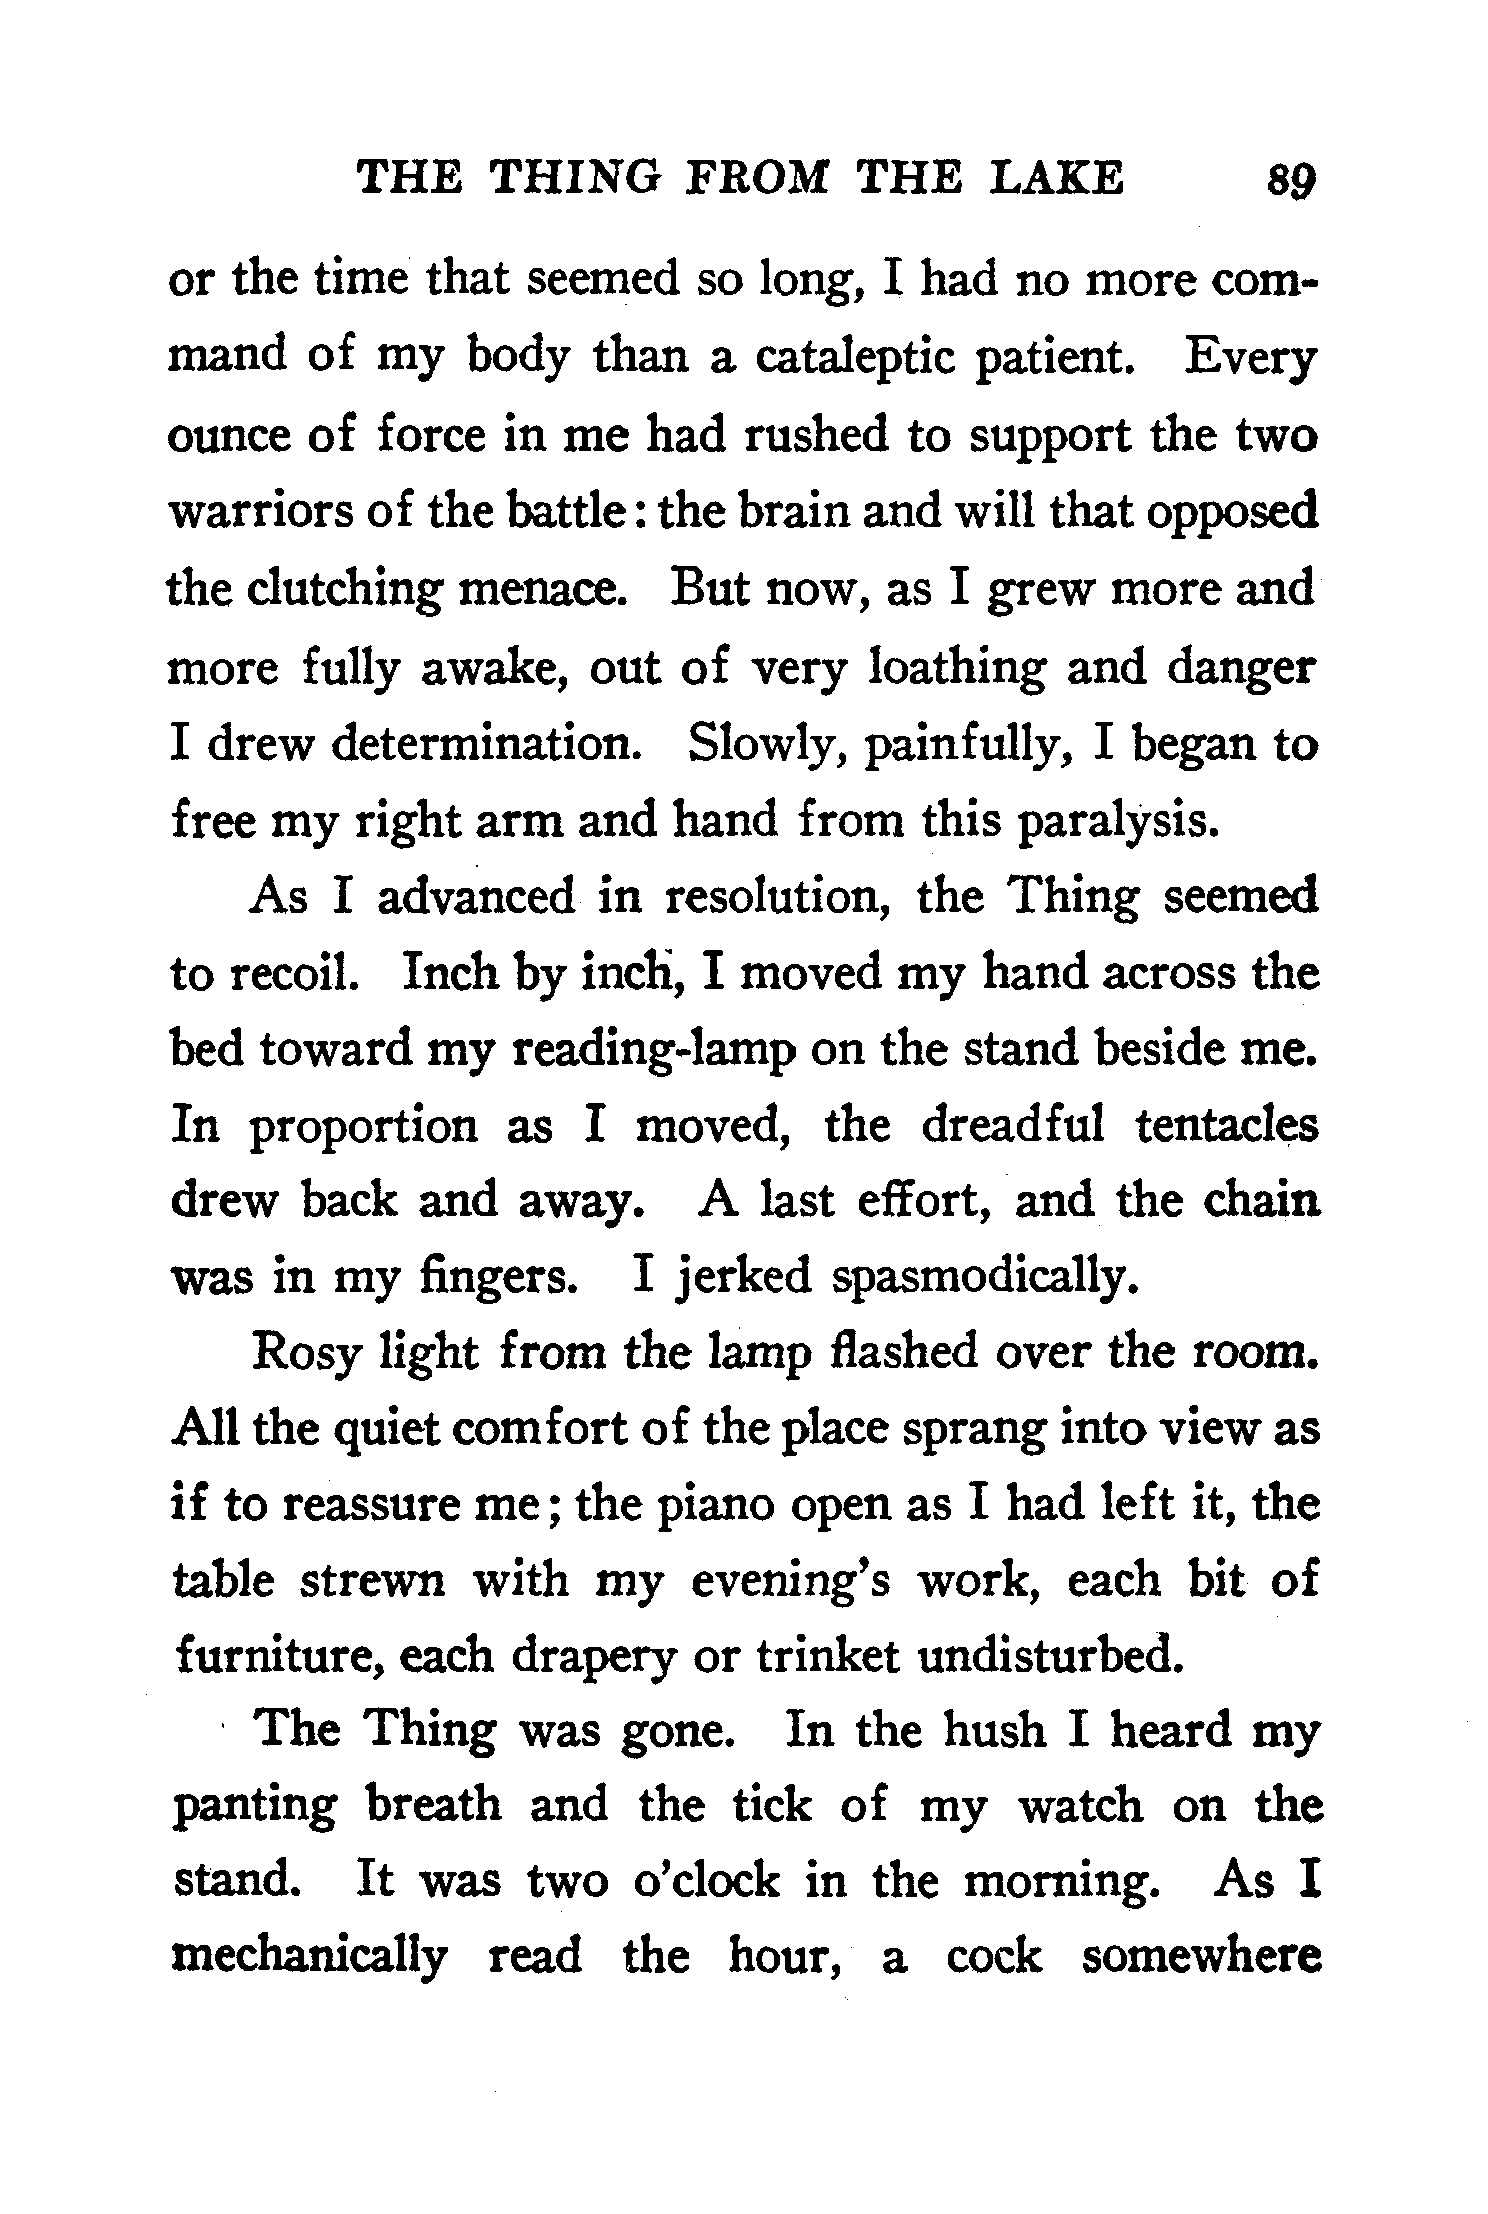 THE THING FROM THE LAKE 89
or the time that seemed so long, I had no more com-
mand of my body than a cataleptic patient. Every
ounce of force in me had rushed to support the two
warriors of the battle: the brain and will that opposed
the clutching menace. But now, as I grew more and
more fully awake, out of very loathing and danger
I drew determination. Slowly, painfully, I began to
free my right arm and hand from this paralysis.
As I advanced in resolution, the Thing seemed
to recoil. Inch by inch, I moved my hand across the
bed toward my reading-lamp on the stand beside me.
In proportion as I moved, the dreadful tentacles
drew back and away. A last effort, and the chain
was in my fingers. I jerked spasmodically.
Rosy light from the lamp flashed over the room.
All the quiet comfort of the place sprang into view as
if to reassure me; the piano open as I had left it, the
table strewn with my evening's work, each bit of
furniture, each drapery or trinket undisturbed.
The Thing was gone. In the hush I heard my
panting breath and the tick of my watch on the
stand. It was two o'clock in the morning. As I
mechanically read the hour, a cock somewhere